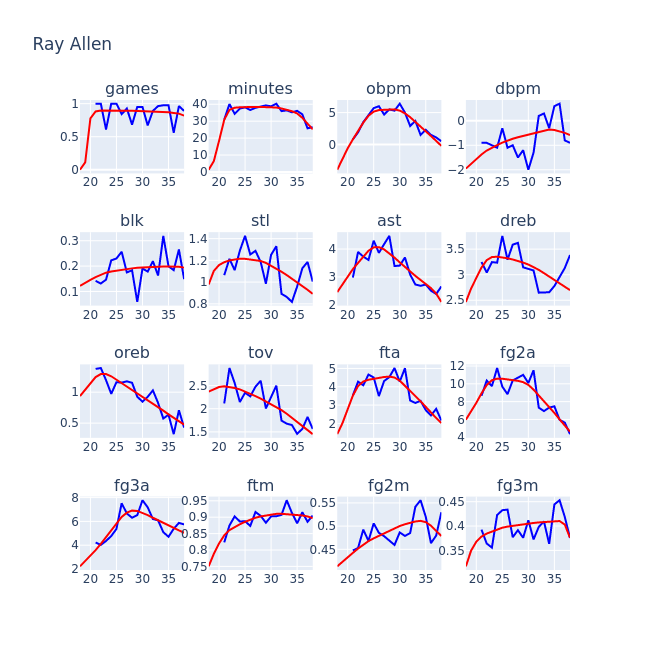 Ray Allen
games minutes obpm dbpm
1
0.5
0
20 25 30 35
40
30
20
10
0
20 25 30 35
5
0
20 25 30 35
0
−1
−2
20 25 30 35
blk stl ast dreb
0.3
0.2
0.1
20 25 30 35
1.4
1.2
1
0.8
20 25 30 35
4
3
2
20 25 30 35
3.5
3
2.5
20 25 30 35
oreb tov fta fg2a
1
0.5
20 25 30 35
2.5
2
1.5
20 25 30 35
5
4
3
2
20 25 30 35
12
10
8
6
4
20 25 30 35
fg3a ftm fg2m fg3m
8
6
4
2
20 25 30 35
0.95
0.9
0.85
0.8
0.75
20 25 30 35
0.55
0.5
0.45
20 25 30 35
0.45
0.4
0.35
20 25 30 35